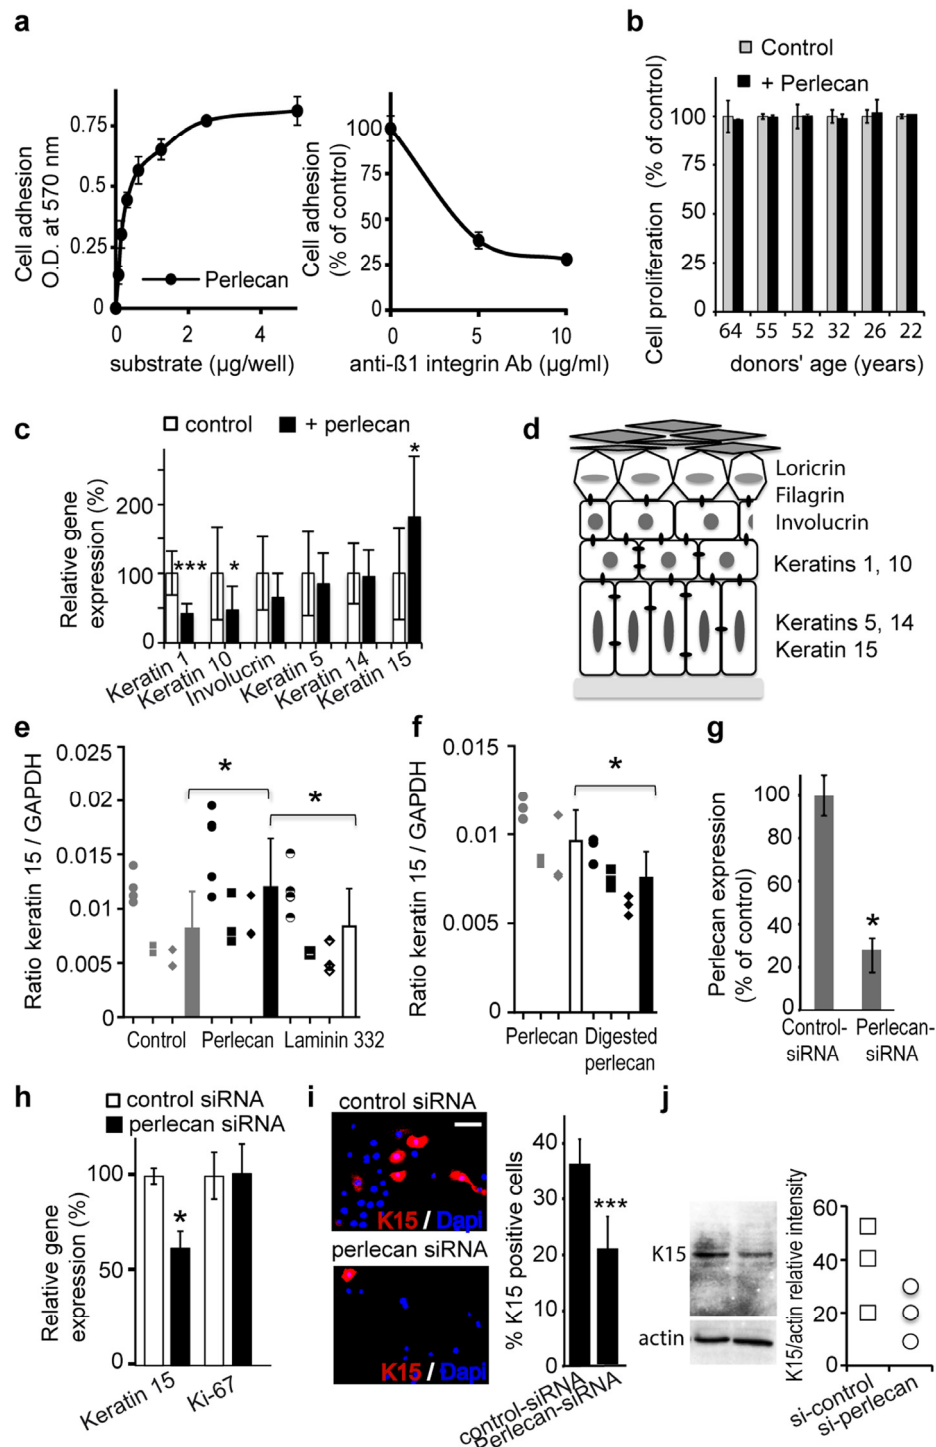 a
Cell adhesion
O.D. at 570 nm
0.75
0.5
0.25
0
Perlecan
0 2 4
substrate (µg/well)
Cell adhesion
(% of control)
100
75
50
25
0
0 5 10
anti-ß1 integrin Ab (µg/ml)
b
Control
+ Perlecan
Cell proliferation (% of control)
100
75
50
25
0
64 55 52 32 26 22
donors' age (years)
c
control
+ perlecan
Relative gene
expression (%)
200
100
0
*** * *
Keratin 1
Keratin 10
Involucrin
Keratin 5
Keratin 14
Keratin 15
d
Loricrin
Filagrin
Involucrin
Keratins 1, 10
Keratins 5, 14
Keratin 15
e
Ratio keratin 15 / GAPDH
0.025
0.02
0.015
0.01
0.005
0
* *
Control Perlecan Laminin 332
f
Ratio keratin 15 / GAPDH
0.015
0.01
0.005
0
*
Perlecan Digested
perlecan
g
Perlecan expression
(% of control)
100
80
60
40
20
0
*
Control-
siRNA
Perlecan-
siRNA
h
control siRNA
perlecan siRNA
Relative gene
expression (%)
100
50
0
*
Keratin 15
Ki-67
i
control siRNA
K15 / Dapi
perlecan siRNA
K15 / Dapi
% K15 positive cells
40
30
20
10
0
***
control-siRNA
Perlecan-siRNA
j
K15
actin
K15/actin relative intensity
60
40
20
0
si-control
si-perlecan